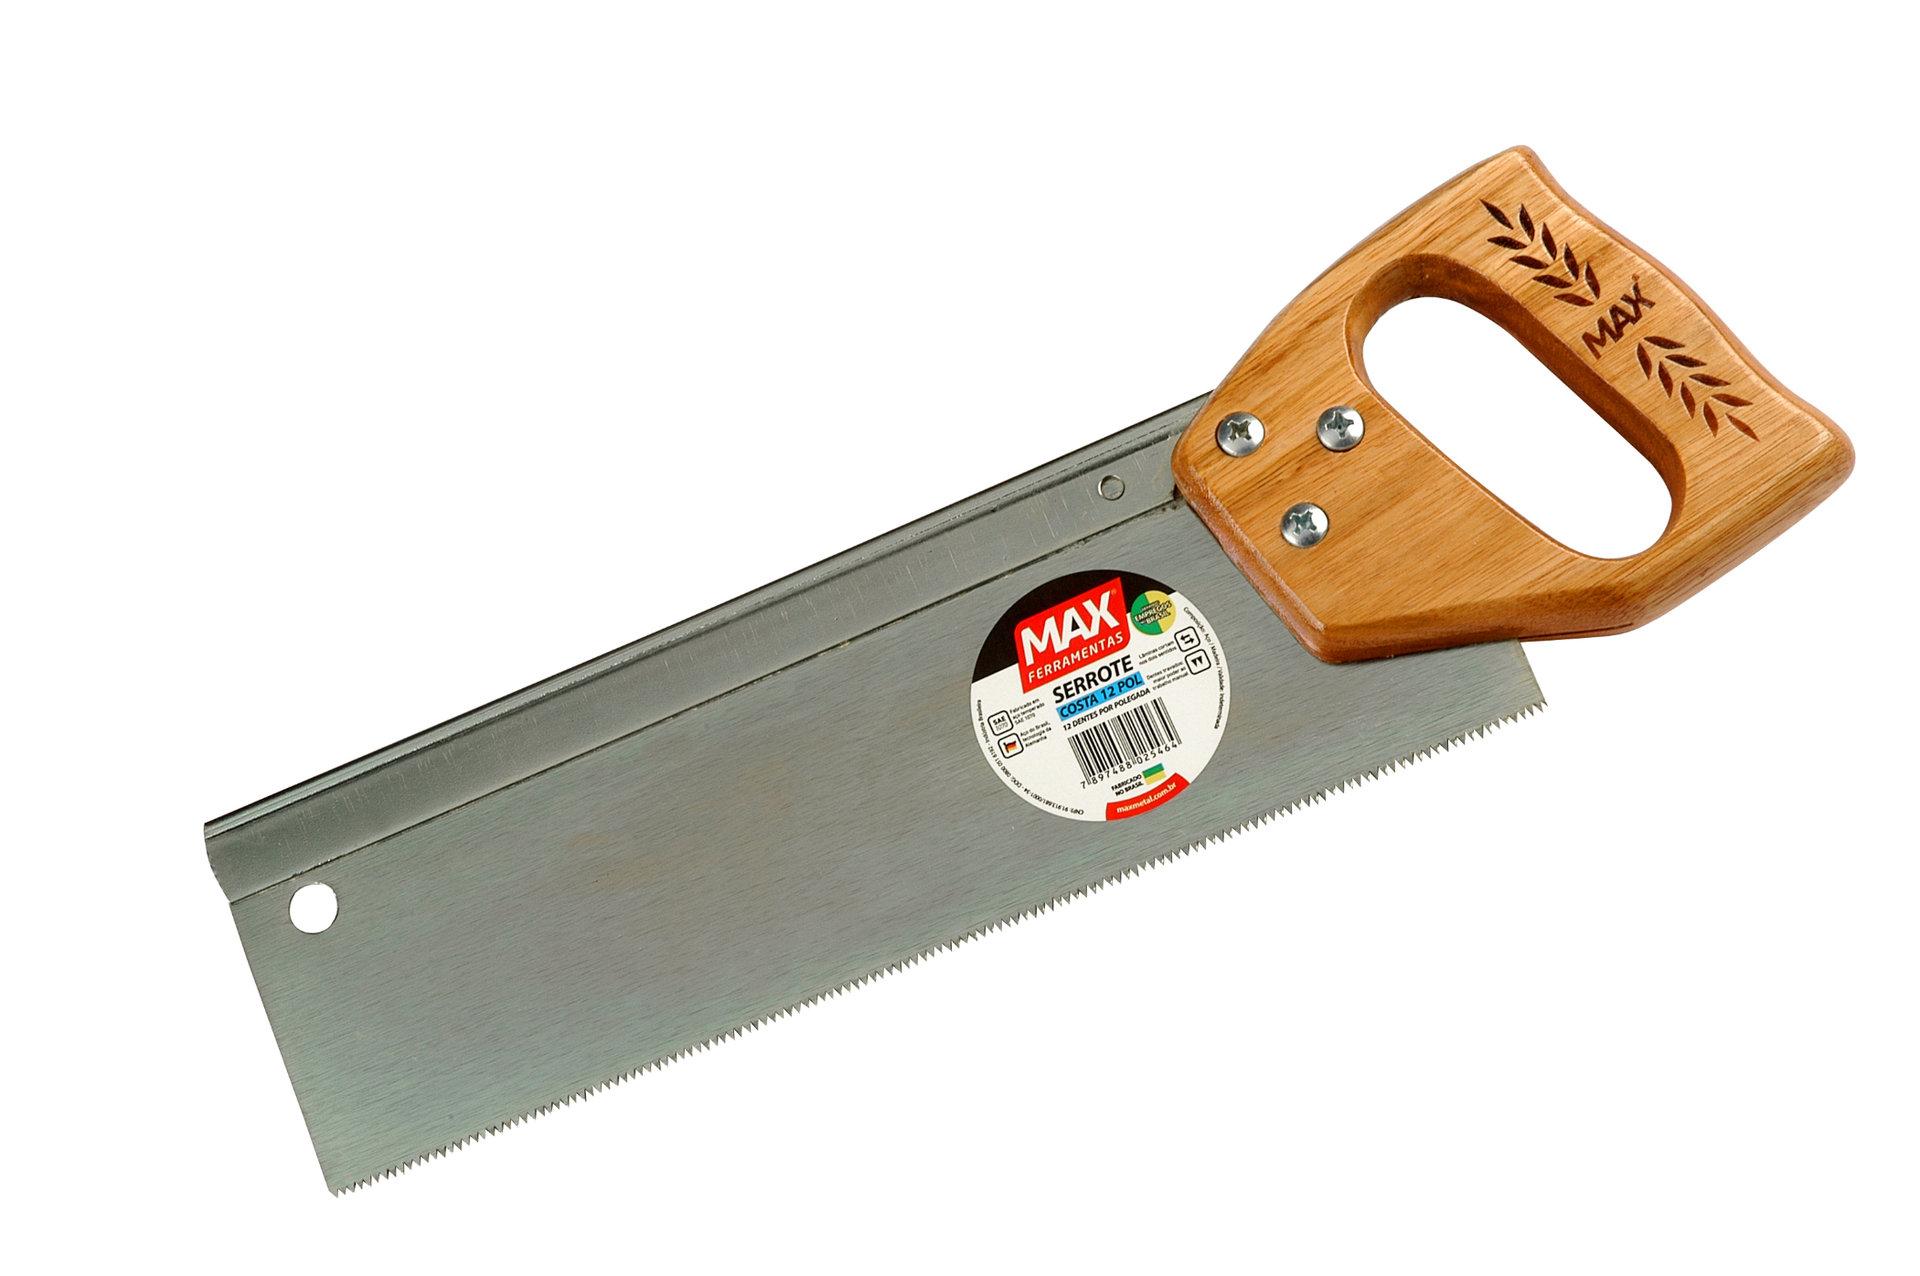 MAX
MAX
FERRAMENTAS
EMPREGOS
BRASIL
SERROTE
COSTA 12 POL
12 DENTES POR POLEGADA
Lâminas cortam
nos dois sentidos
Dentes travados:
maior poder ao
trabalho manual
SAE
1070
Fabricado em
aço temperado
SAE 1070
Aço do Brasil,
tecnologia da
Alemanha
7 897488 025464
FABRICADO
NO BRASIL
maxmetal.com.br
Composição: Aço / Madeira / Validade: Indeterminada